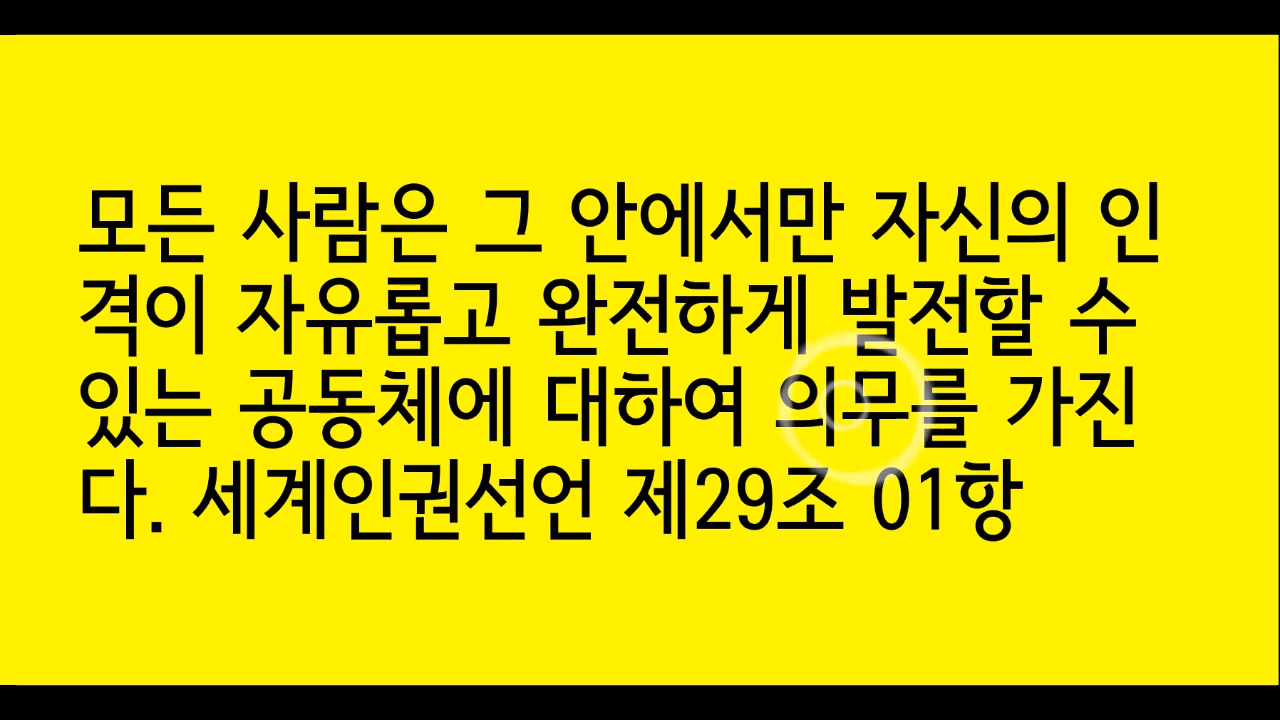 모든 사람은 그 안에서만 자신의 인
격이 자유롭고 완전하게 발전할 수
있는 공동체에 대하여 의무를 가진
다. 세계인권선언 제29조 01항